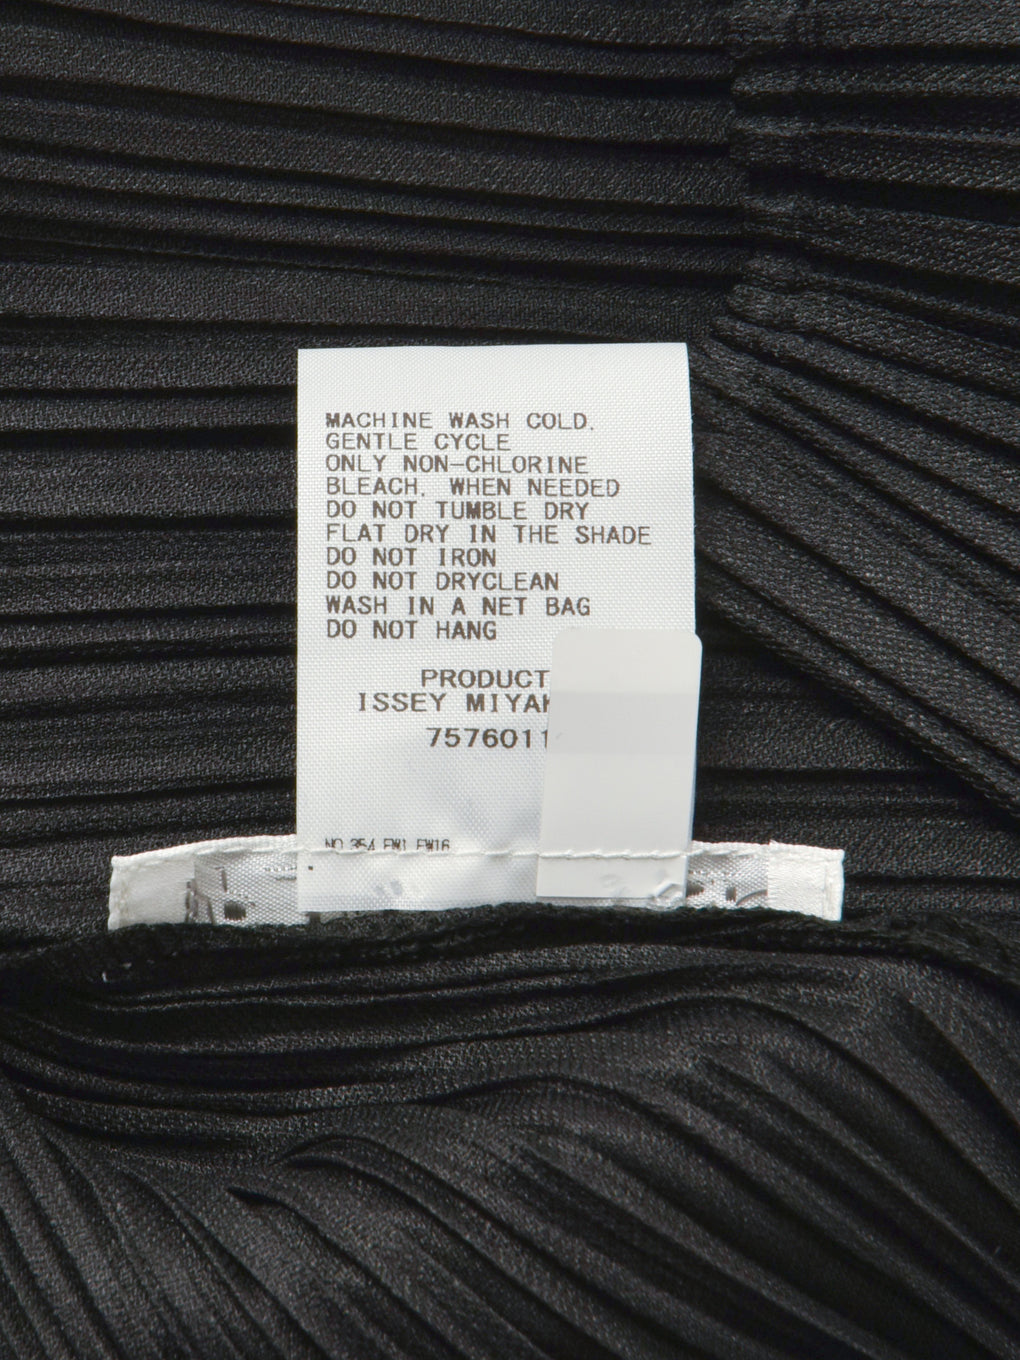 MACHINE WASH COLD.
GENTLE CYCLE
ONLY NON-CHLORINE
BLEACH. WHEN NEEDED
DO NOT TUMBLE DRY
FLAT DRY IN THE SHADE
DO NOT IRON
DO NOT DRYCLEAN
WASH IN A NET BAG
DO NOT HANG
PRODUCT
ISSEY MIYAK
7576011
NO.354 FW1 FW16